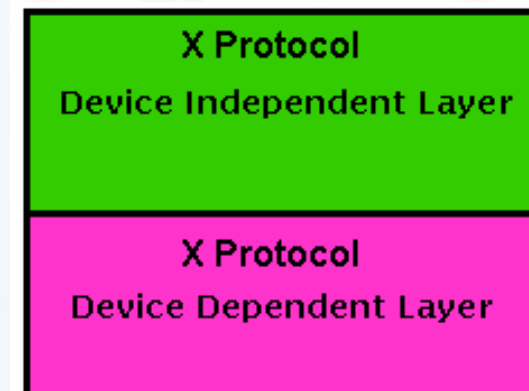 X Protocol
Device Independent Layer
X Protocol
Device Dependent Layer